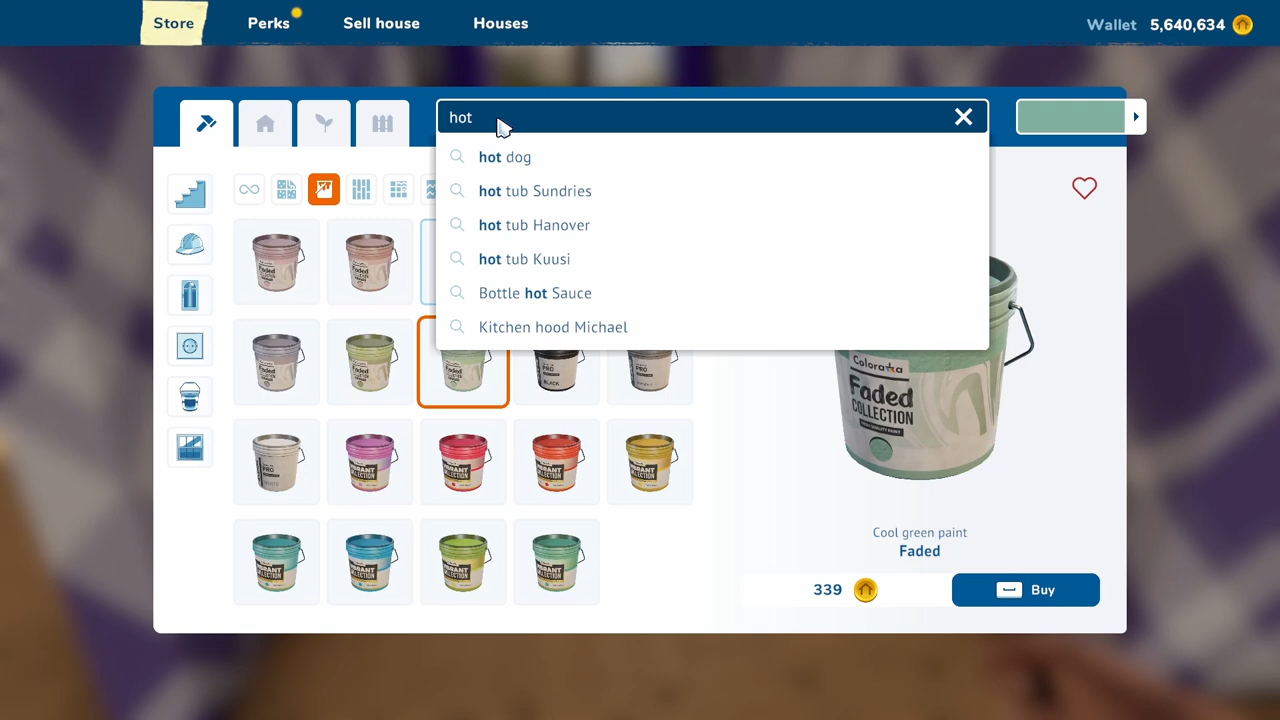 Store Perks Sell house Houses Wallet 5,640,634
hot
hot dog
hot tub Sundries
hot tub Hanover
hot tub Kuusi
Bottle hot Sauce
Kitchen hood Michael
Coloratta
Faded
COLLECTION
Cool green paint
Faded
339 Buy